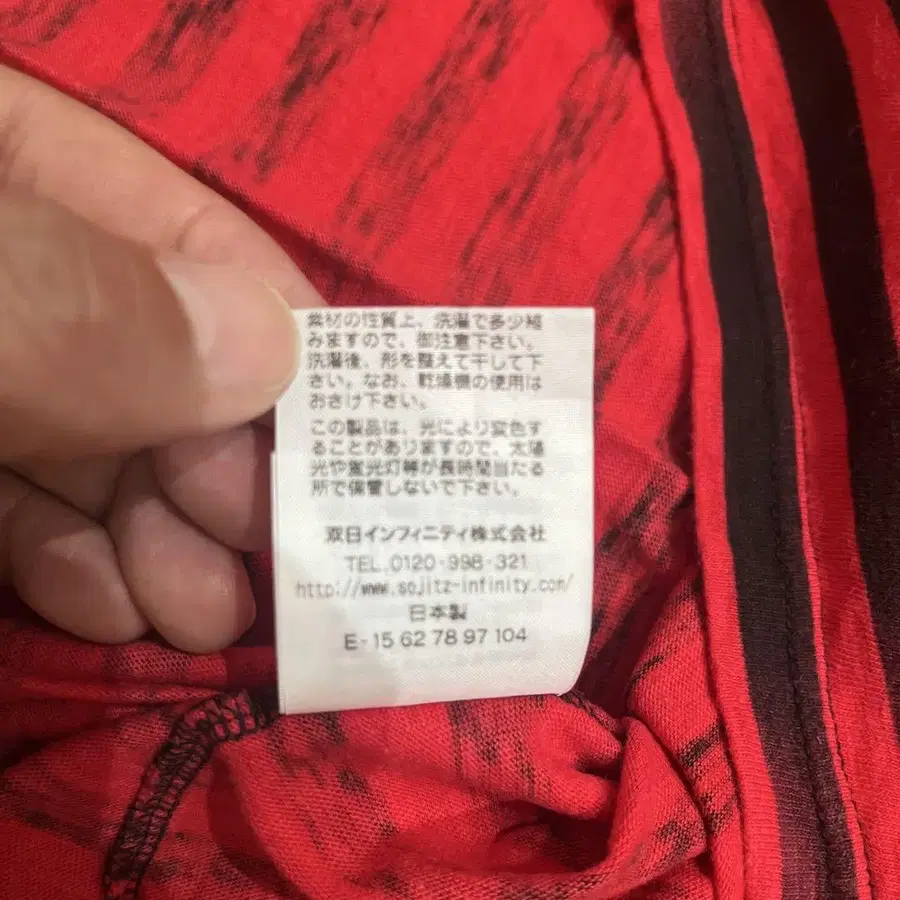 素材の性質上、洗濯で多少縮
みますので、御注意下さい。
洗濯後、形を整えて干して下
さい。なお、乾燥機の使用は
おさけ下さい。
この製品は、光により変色す
ることがありますので、太陽
光や蛍光灯等が長時間当たる
所で保管しないで下さい。
双日インフィニティ株式会社
TEL.0120-998-321
http://www.sojitz-infinity.com/
日本製
E-15 62 78 97 104